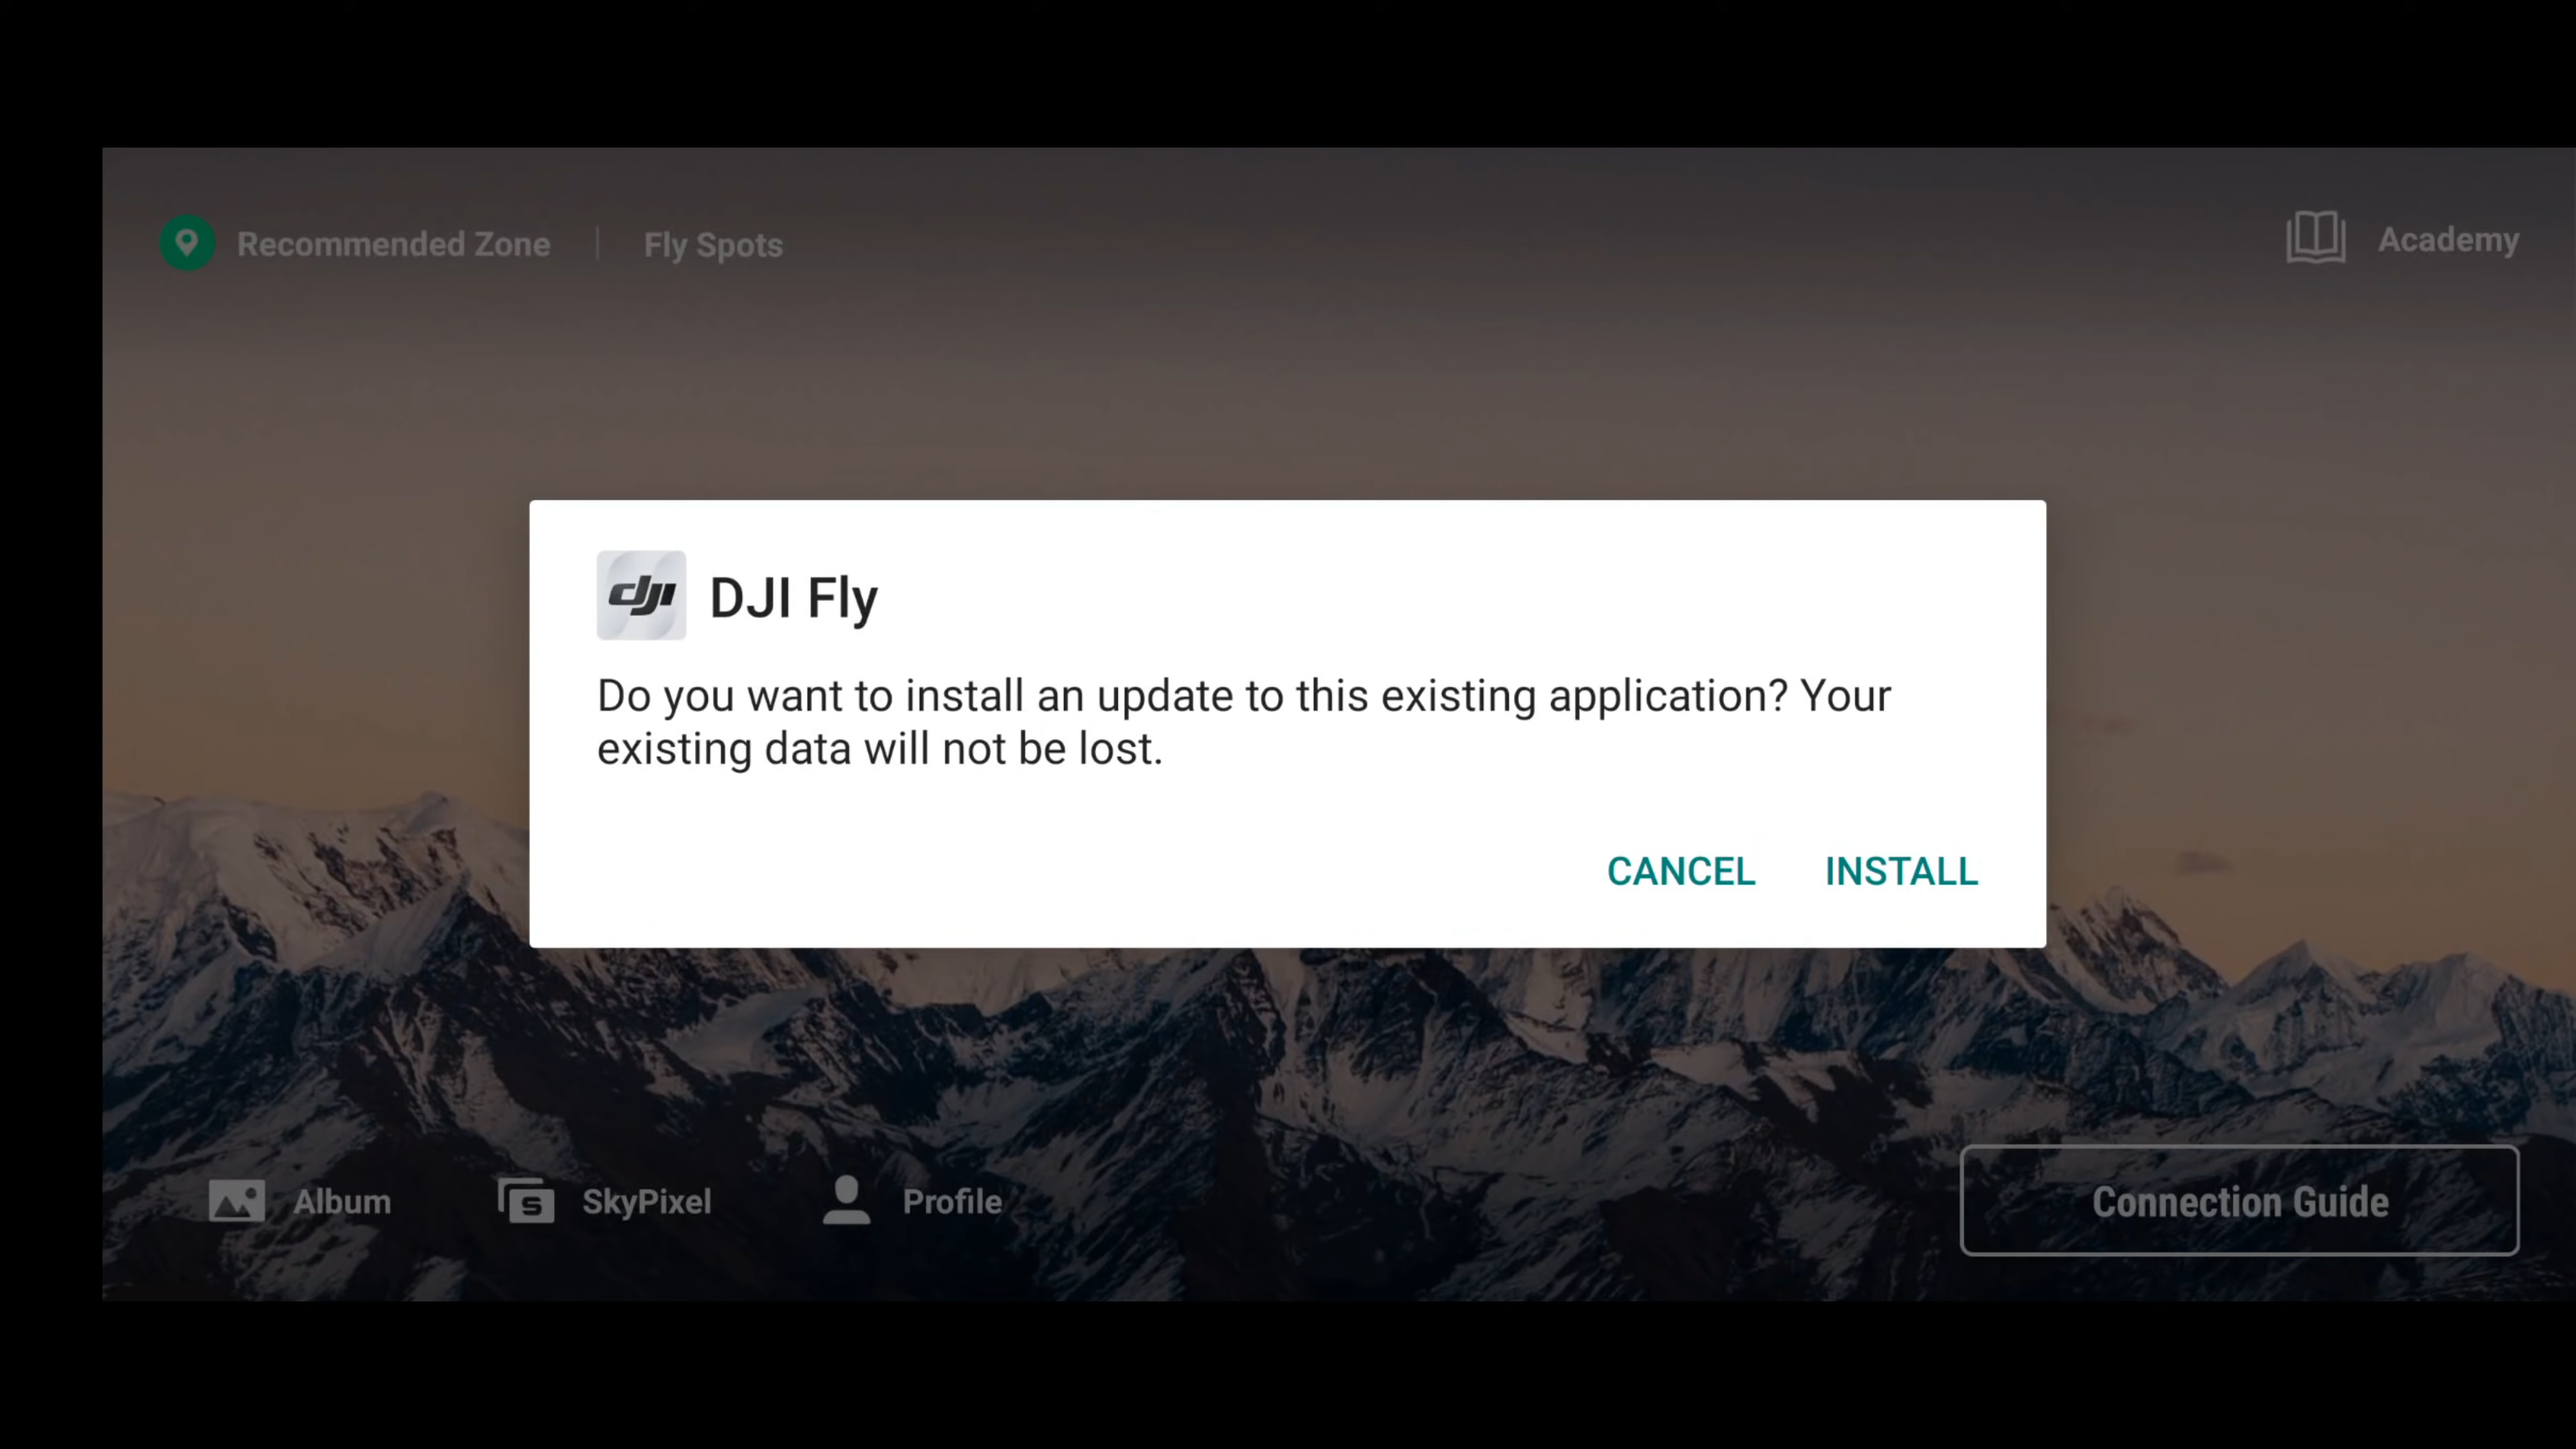 Recommended Zone | Fly Spots
Academy
dji
DJI Fly
Do you want to install an update to this existing application? Your
existing data will not be lost.
CANCEL INSTALL
Album
S
SkyPixel
Profile
Connection Guide